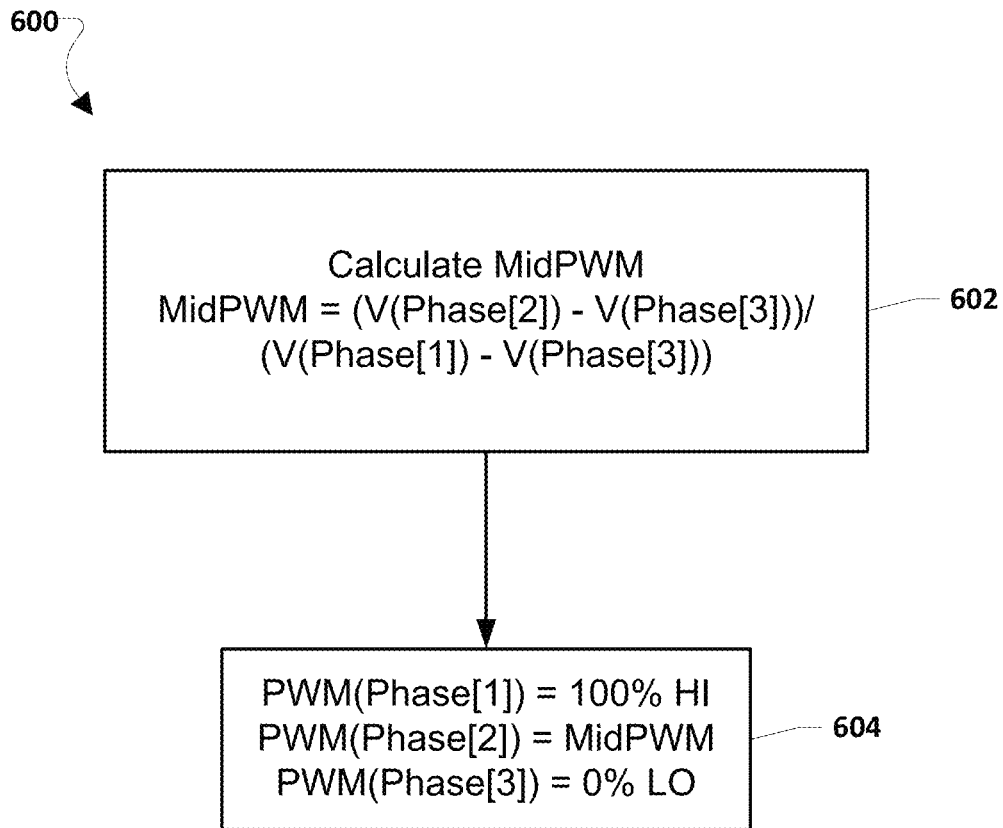 600
Calculate MidPWM
MidPWM = (V(Phase[2]) - V(Phase[3]))/
(V(Phase[1]) - V(Phase[3]))
602
PWM(Phase[1]) = 100% HI
PWM(Phase[2]) = MidPWM
PWM(Phase[3]) = 0% LO
604